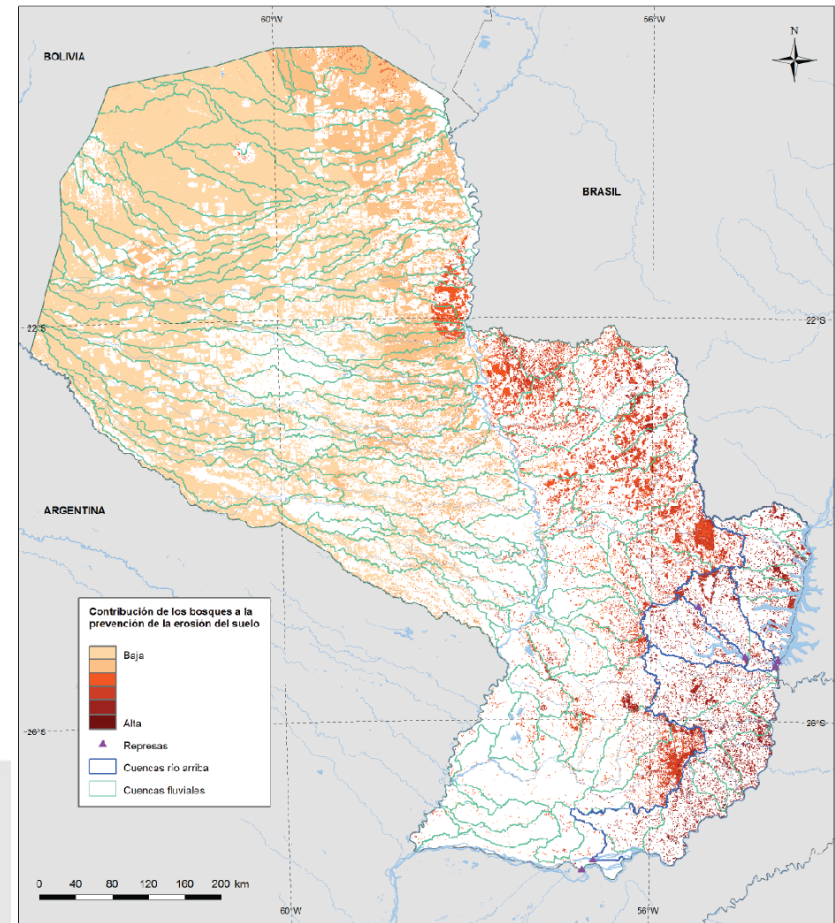 60°W
56°W
N
BOLIVIA
BRASIL
22°S
22°S
ARGENTINA
Contribución de los bosques a la
prevención de la erosión del suelo
Baja
Alta
Represas
Cuencas río arriba
Cuencas fluviales
26°S
26°S
0 40 80 120 160 200 km
60°W
56°W